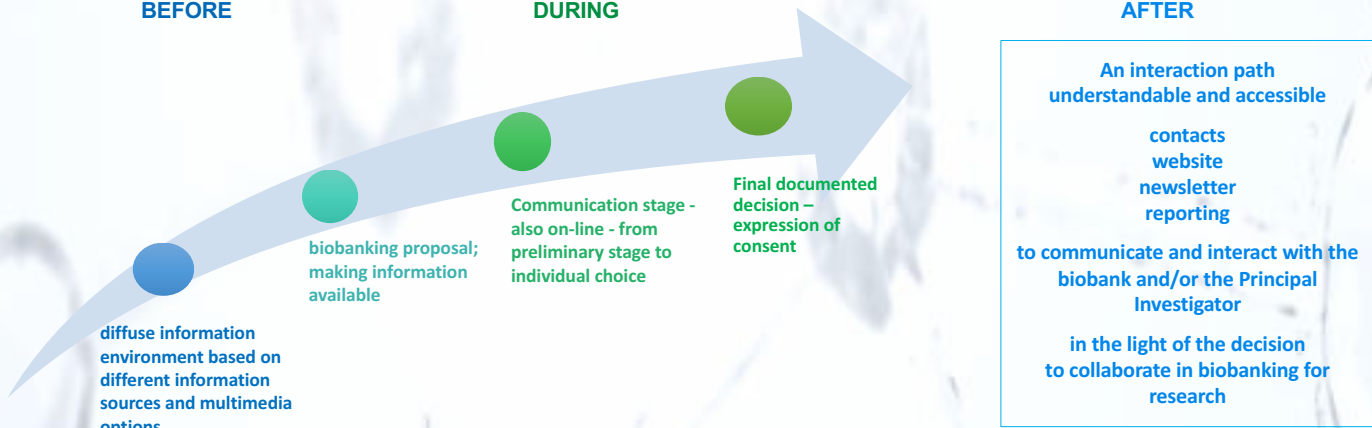 BEFORE
DURING
AFTER
diffuse information
environment based on
different information
sources and multimedia
options
biobanking proposal;
making information
available
Communication stage -
also on-line - from
preliminary stage to
individual choice
Final documented
decision –
expression of
consent
An interaction path
understandable and accessible
contacts
website
newsletter
reporting
to communicate and interact with the
biobank and/or the Principal
Investigator
in the light of the decision
to collaborate in biobanking for
research